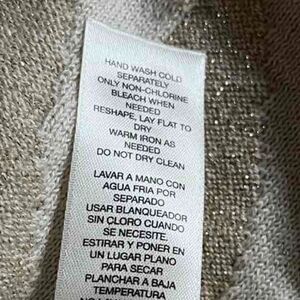 HAND WASH COLD
SEPARATELY
ONLY NON-CHLORINE
BLEACH WHEN
NEEDED
RESHAPE, LAY FLAT TO
DRY
WARM IRON AS
NEEDED
DO NOT DRY CLEAN
LAVAR A MANO CON
AGUA FRIA POR
SEPARADO
USAR BLANQUEADOR
SIN CLORO CUANDO
SE NECESITE.
ESTIRAR Y PONER EN
UN LUGAR PLANO
PARA SECAR
PLANCHAR A BAJA
TEMPERATURA